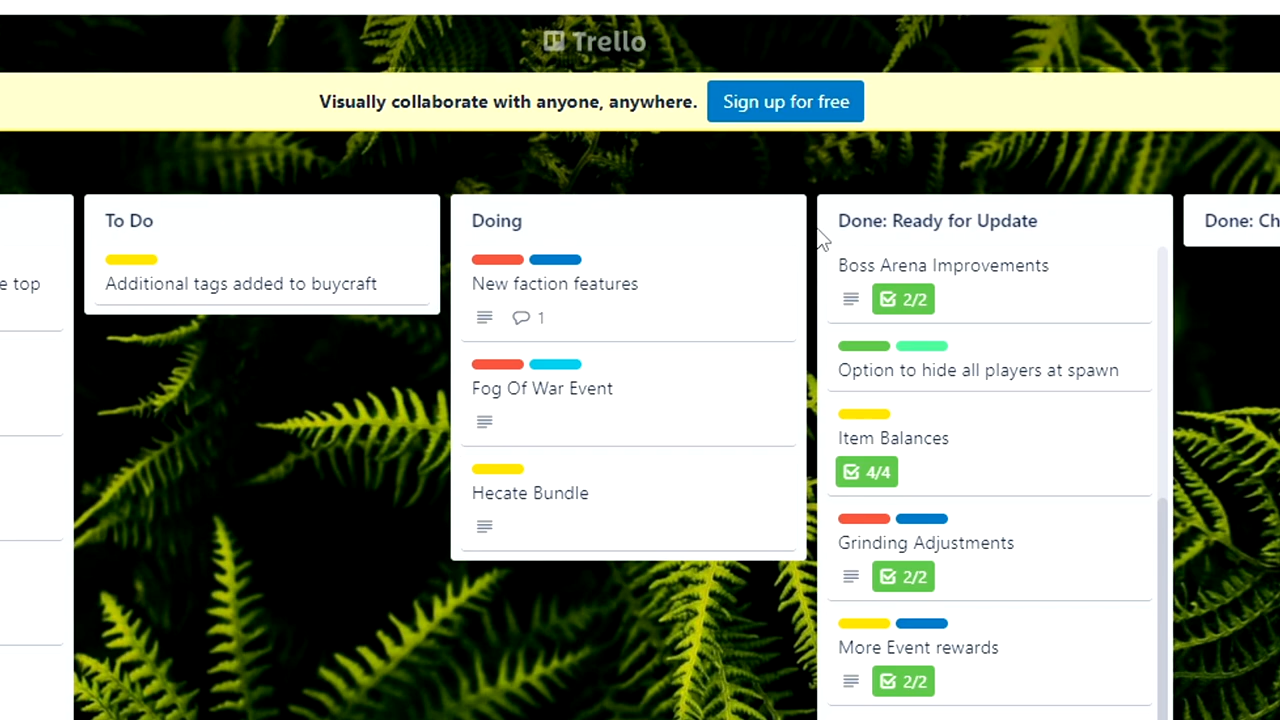 Trello
Visually collaborate with anyone, anywhere. Sign up for free
e top
To Do
Additional tags added to buycraft
Doing
New faction features
1
Fog Of War Event
Hecate Bundle
Done: Ready for Update
Boss Arena Improvements
2/2
Option to hide all players at spawn
Item Balances
4/4
Grinding Adjustments
2/2
More Event rewards
2/2
Done: Ch